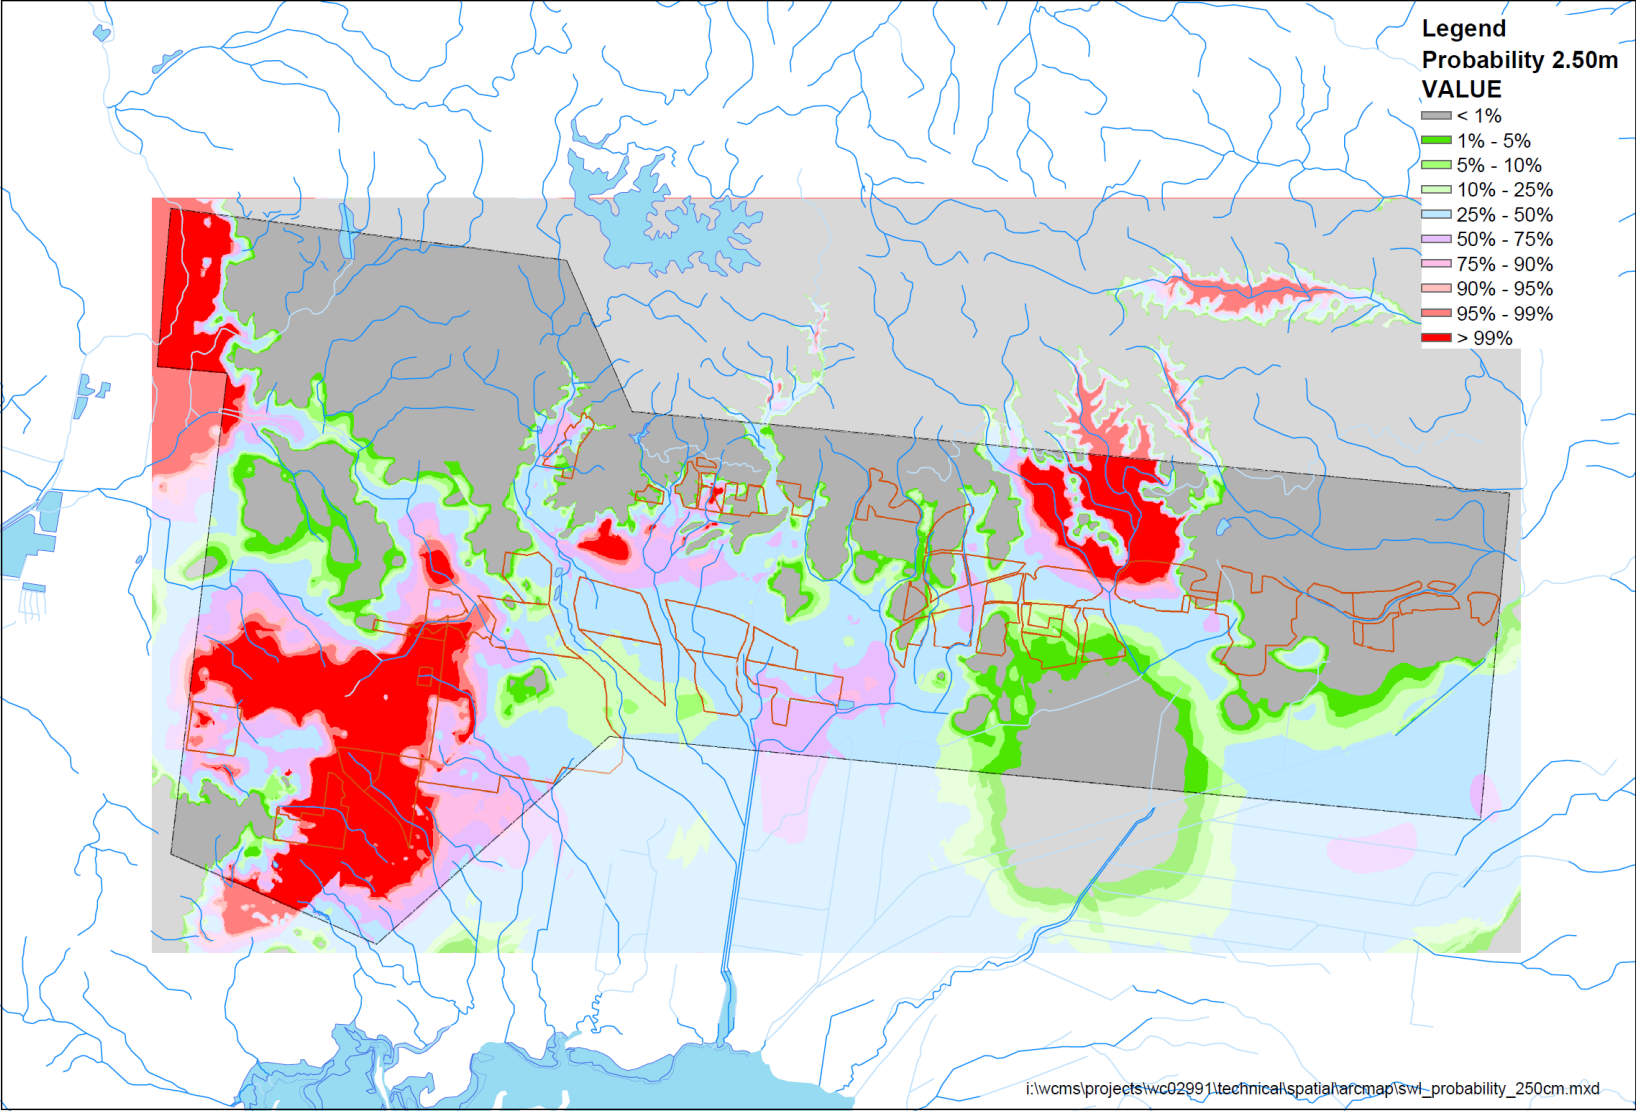 Legend
Probability 2.50m
VALUE
< 1%
1% - 5%
5% - 10%
10% - 25%
25% - 50%
50% - 75%
75% - 90%
90% - 95%
95% - 99%
> 99%
i:\wcms\projects\wc02991\technical\spatial\arcmap\swl_probability_250cm.mxd